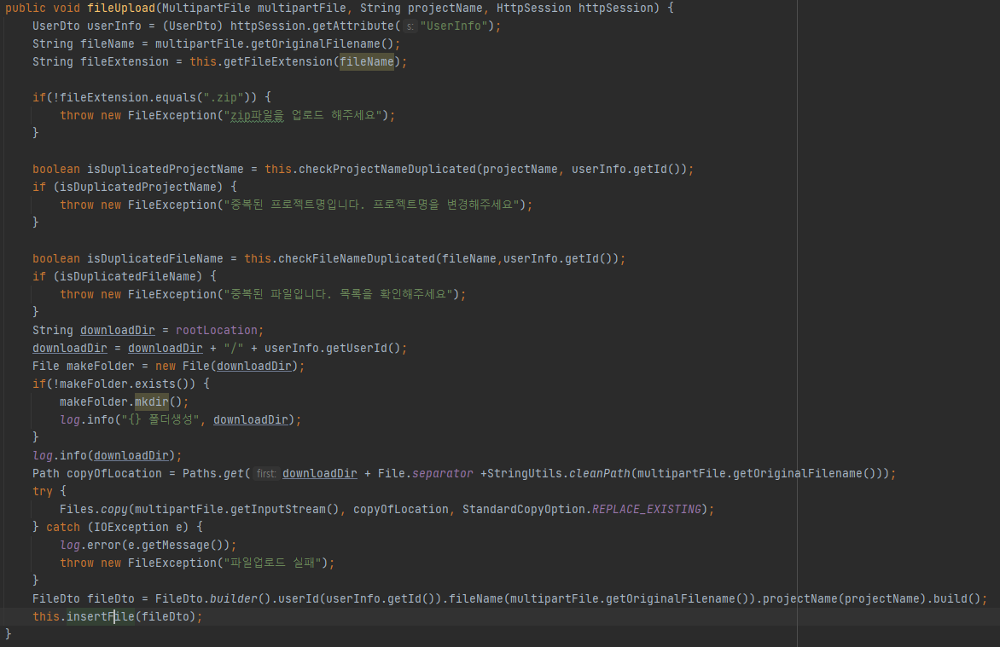 public void fileUpload(MultipartFile multipartFile, String projectName, HttpSession httpSession) {
UserDto userInfo = (UserDto) httpSession.getAttribute( s: "UserInfo");
String fileName = multipartFile.getOriginalFilename();
String fileExtension = this.getFileExtension(fileName);
if(!fileExtension.equals(".zip")) {
throw new FileException("zip파일을 업로드 해주세요");
}
boolean isDuplicatedProjectName = this.checkProjectNameDuplicated(projectName, userInfo.getId());
if (isDuplicatedProjectName) {
throw new FileException("중복된 프로젝트명입니다. 프로젝트명을 변경해주세요");
}
boolean isDuplicatedFileName = this.checkFileNameDuplicated(fileName,userInfo.getId());
if (isDuplicatedFileName) {
throw new FileException("중복된 파일입니다. 목록을 확인해주세요");
}
String downloadDir = rootLocation;
downloadDir = downloadDir + "/" + userInfo.getUserId();
File makeFolder = new File(downloadDir);
if(!makeFolder.exists()) {
makeFolder.mkdir();
log.info("{} 폴더생성", downloadDir);
}
log.info(downloadDir);
Path copyOfLocation = Paths.get( first: downloadDir + File.separator +StringUtils.cleanPath(multipartFile.getOriginalFilename()));
try {
Files.copy(multipartFile.getInputStream(), copyOfLocation, StandardCopyOption.REPLACE_EXISTING);
} catch (IOException e) {
log.error(e.getMessage());
throw new FileException("파일업로드 실패");
}
FileDto fileDto = FileDto.builder().userId(userInfo.getId()).fileName(multipartFile.getOriginalFilename()).projectName(projectName).build();
this.insertFile(fileDto);
}